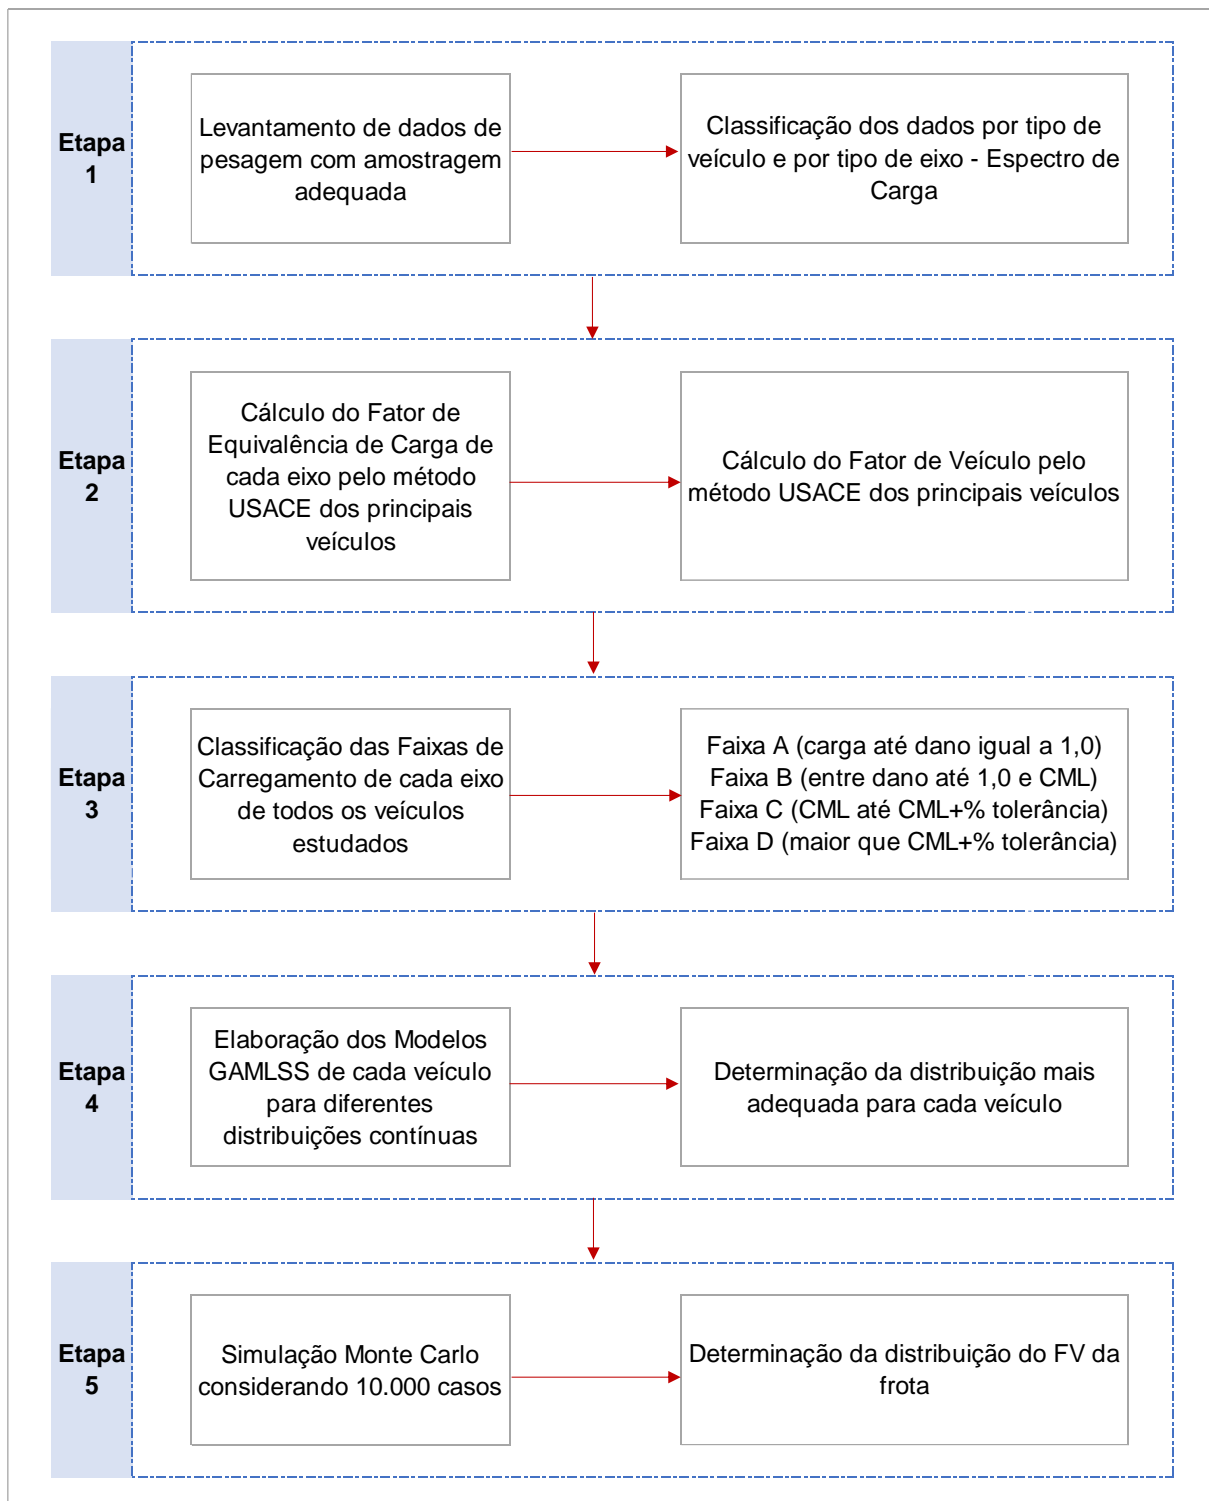 Etapa
1
Levantamento de dados de
pesagem com amostragem
adequada
Classificação dos dados por tipo de
veículo e por tipo de eixo - Espectro de
Carga
Etapa
2
Cálculo do Fator de
Equivalência de Carga de
cada eixo pelo método
USACE dos principais
veículos
Cálculo do Fator de Veículo pelo
método USACE dos principais veículos
Etapa
3
Classificação das Faixas de
Carregamento de cada eixo
de todos os veículos
estudados
Faixa A (carga até dano igual a 1,0)
Faixa B (entre dano até 1,0 e CML)
Faixa C (CML até CML+% tolerância)
Faixa D (maior que CML+% tolerância)
Etapa
4
Elaboração dos Modelos
GAMLSS de cada veículo
para diferentes
distribuições contínuas
Determinação da distribuição mais
adequada para cada veículo
Etapa
5
Simulação Monte Carlo
considerando 10.000 casos
Determinação da distribuição do FV da
frota